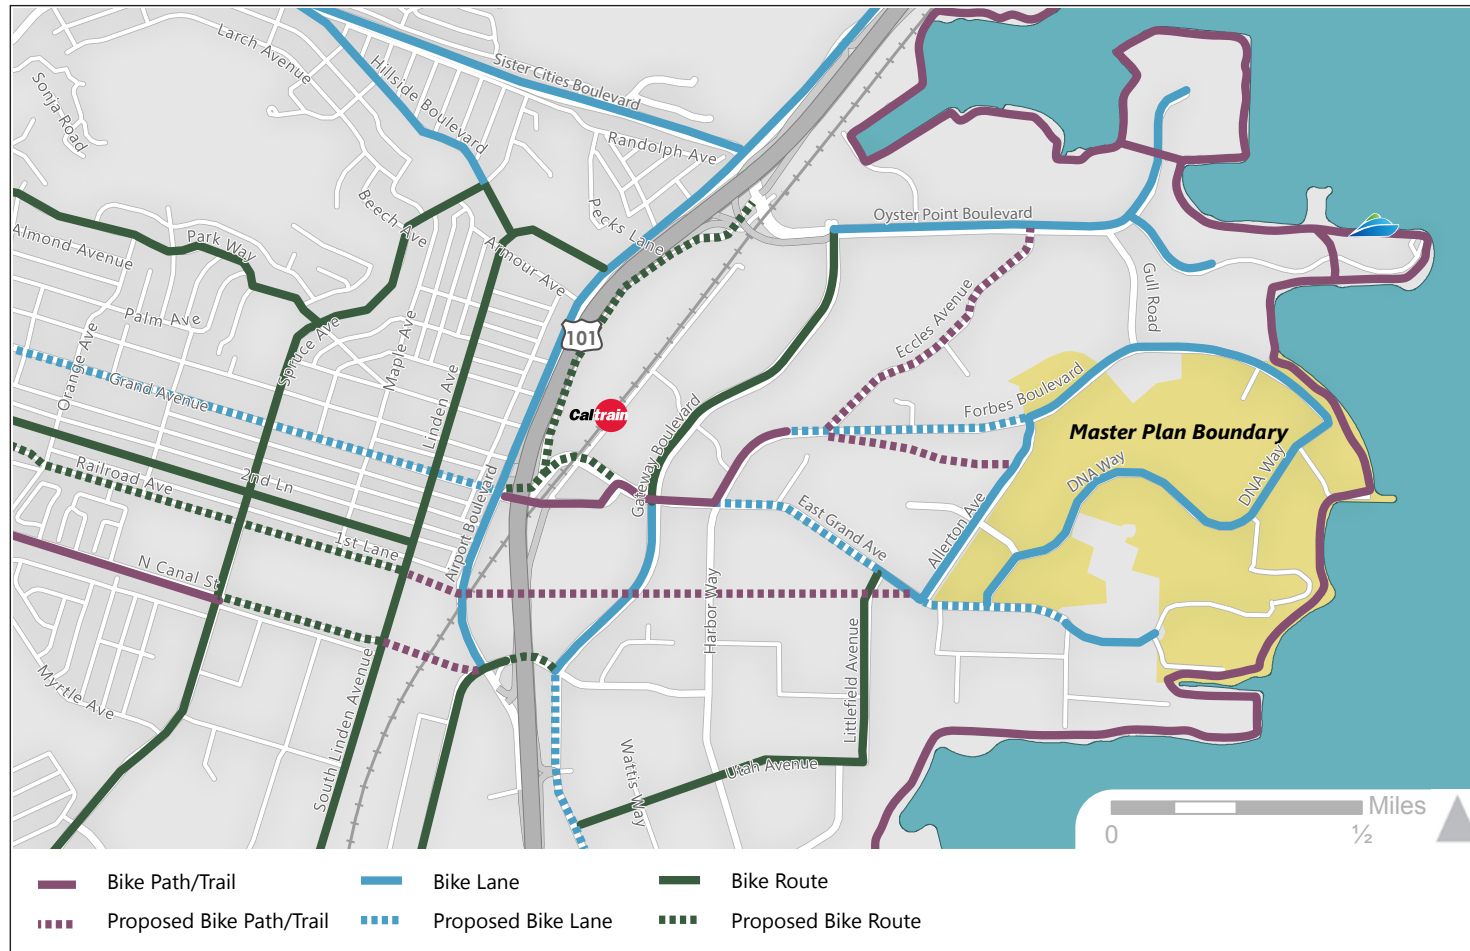 Larch Avenue
Hillside Boulevard
Sister Cities Boulevard
Sonja Road
Randolph Ave
Beech Ave
Pecks Lane
Oyster Point Boulevard
Park Way
Almond Avenue
Armour Ave
Gull Road
Palm Ave
Orange Ave
Spruce Ave
Maple Ave
101
Eccles Avenue
Grand Avenue
Linden Ave
Caltrain
Gateway Boulevard
Forbes Boulevard
Master Plan Boundary
DNA Way
DNA Way
Railroad Ave
2nd Ln
Airport Boulevard
East Grand Ave
Allerton Ave
1st Lane
N Canal St
Harbor Way
Littlefield Avenue
Myrtle Ave
South Linden Avenue
Wattis Way
Utah Avenue
Miles
0 ½
Bike Path/Trail Bike Lane Bike Route
Proposed Bike Path/Trail Proposed Bike Lane Proposed Bike Route